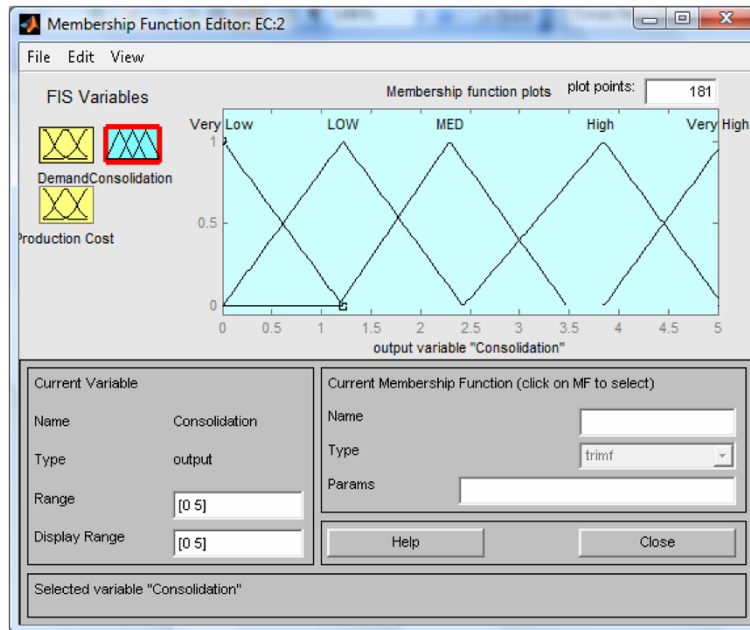 Membership Function Editor: EC:2
File Edit View
FIS Variables
Membership function plots
plot points:
181
Very Low LOW MED High Very High
1
0.5
0
0 0.5 1 1.5 2 2.5 3 3.5 4 4.5 5
output variable "Consolidation"
DemandConsolidation
Production Cost
Current Variable
Name Consolidation
Type output
Range [0 5]
Display Range [0 5]
Current Membership Function (click on MF to select)
Name
Type trimf
Params
Help Close
Selected variable "Consolidation"